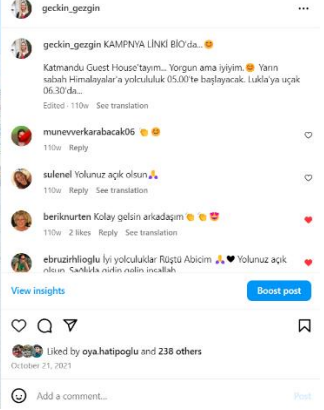 geckin_gezgin
geckin_gezgin KAMPNYA LİNKİ BİO'da...😊
Katmandu Guest House'tayım... Yorgun ama iyiyim.😊 Yarın
sabah Himalayalar'a yolcululuk 05.00'te başlayacak. Lukla'ya uçak
06.30'da...
Edited · 110w See translation
munevverkarabacak06 👏😊
110w Reply
sulenel Yolunuz açık olsun🙏
110w Reply See translation
beriknurten Kolay gelsin arkadaşım👏👏😍
110w 2 likes Reply See translation
ebruzirhlioglu İyi yolculuklar Rüştü Abicim 🙏🖤 Yolunuz açık
olsun. Sağlıkla gidin gelin inşallah
View insights
Boost post
Liked by oya.hatipoglu and 238 others
October 21, 2021
Add a comment...
Post